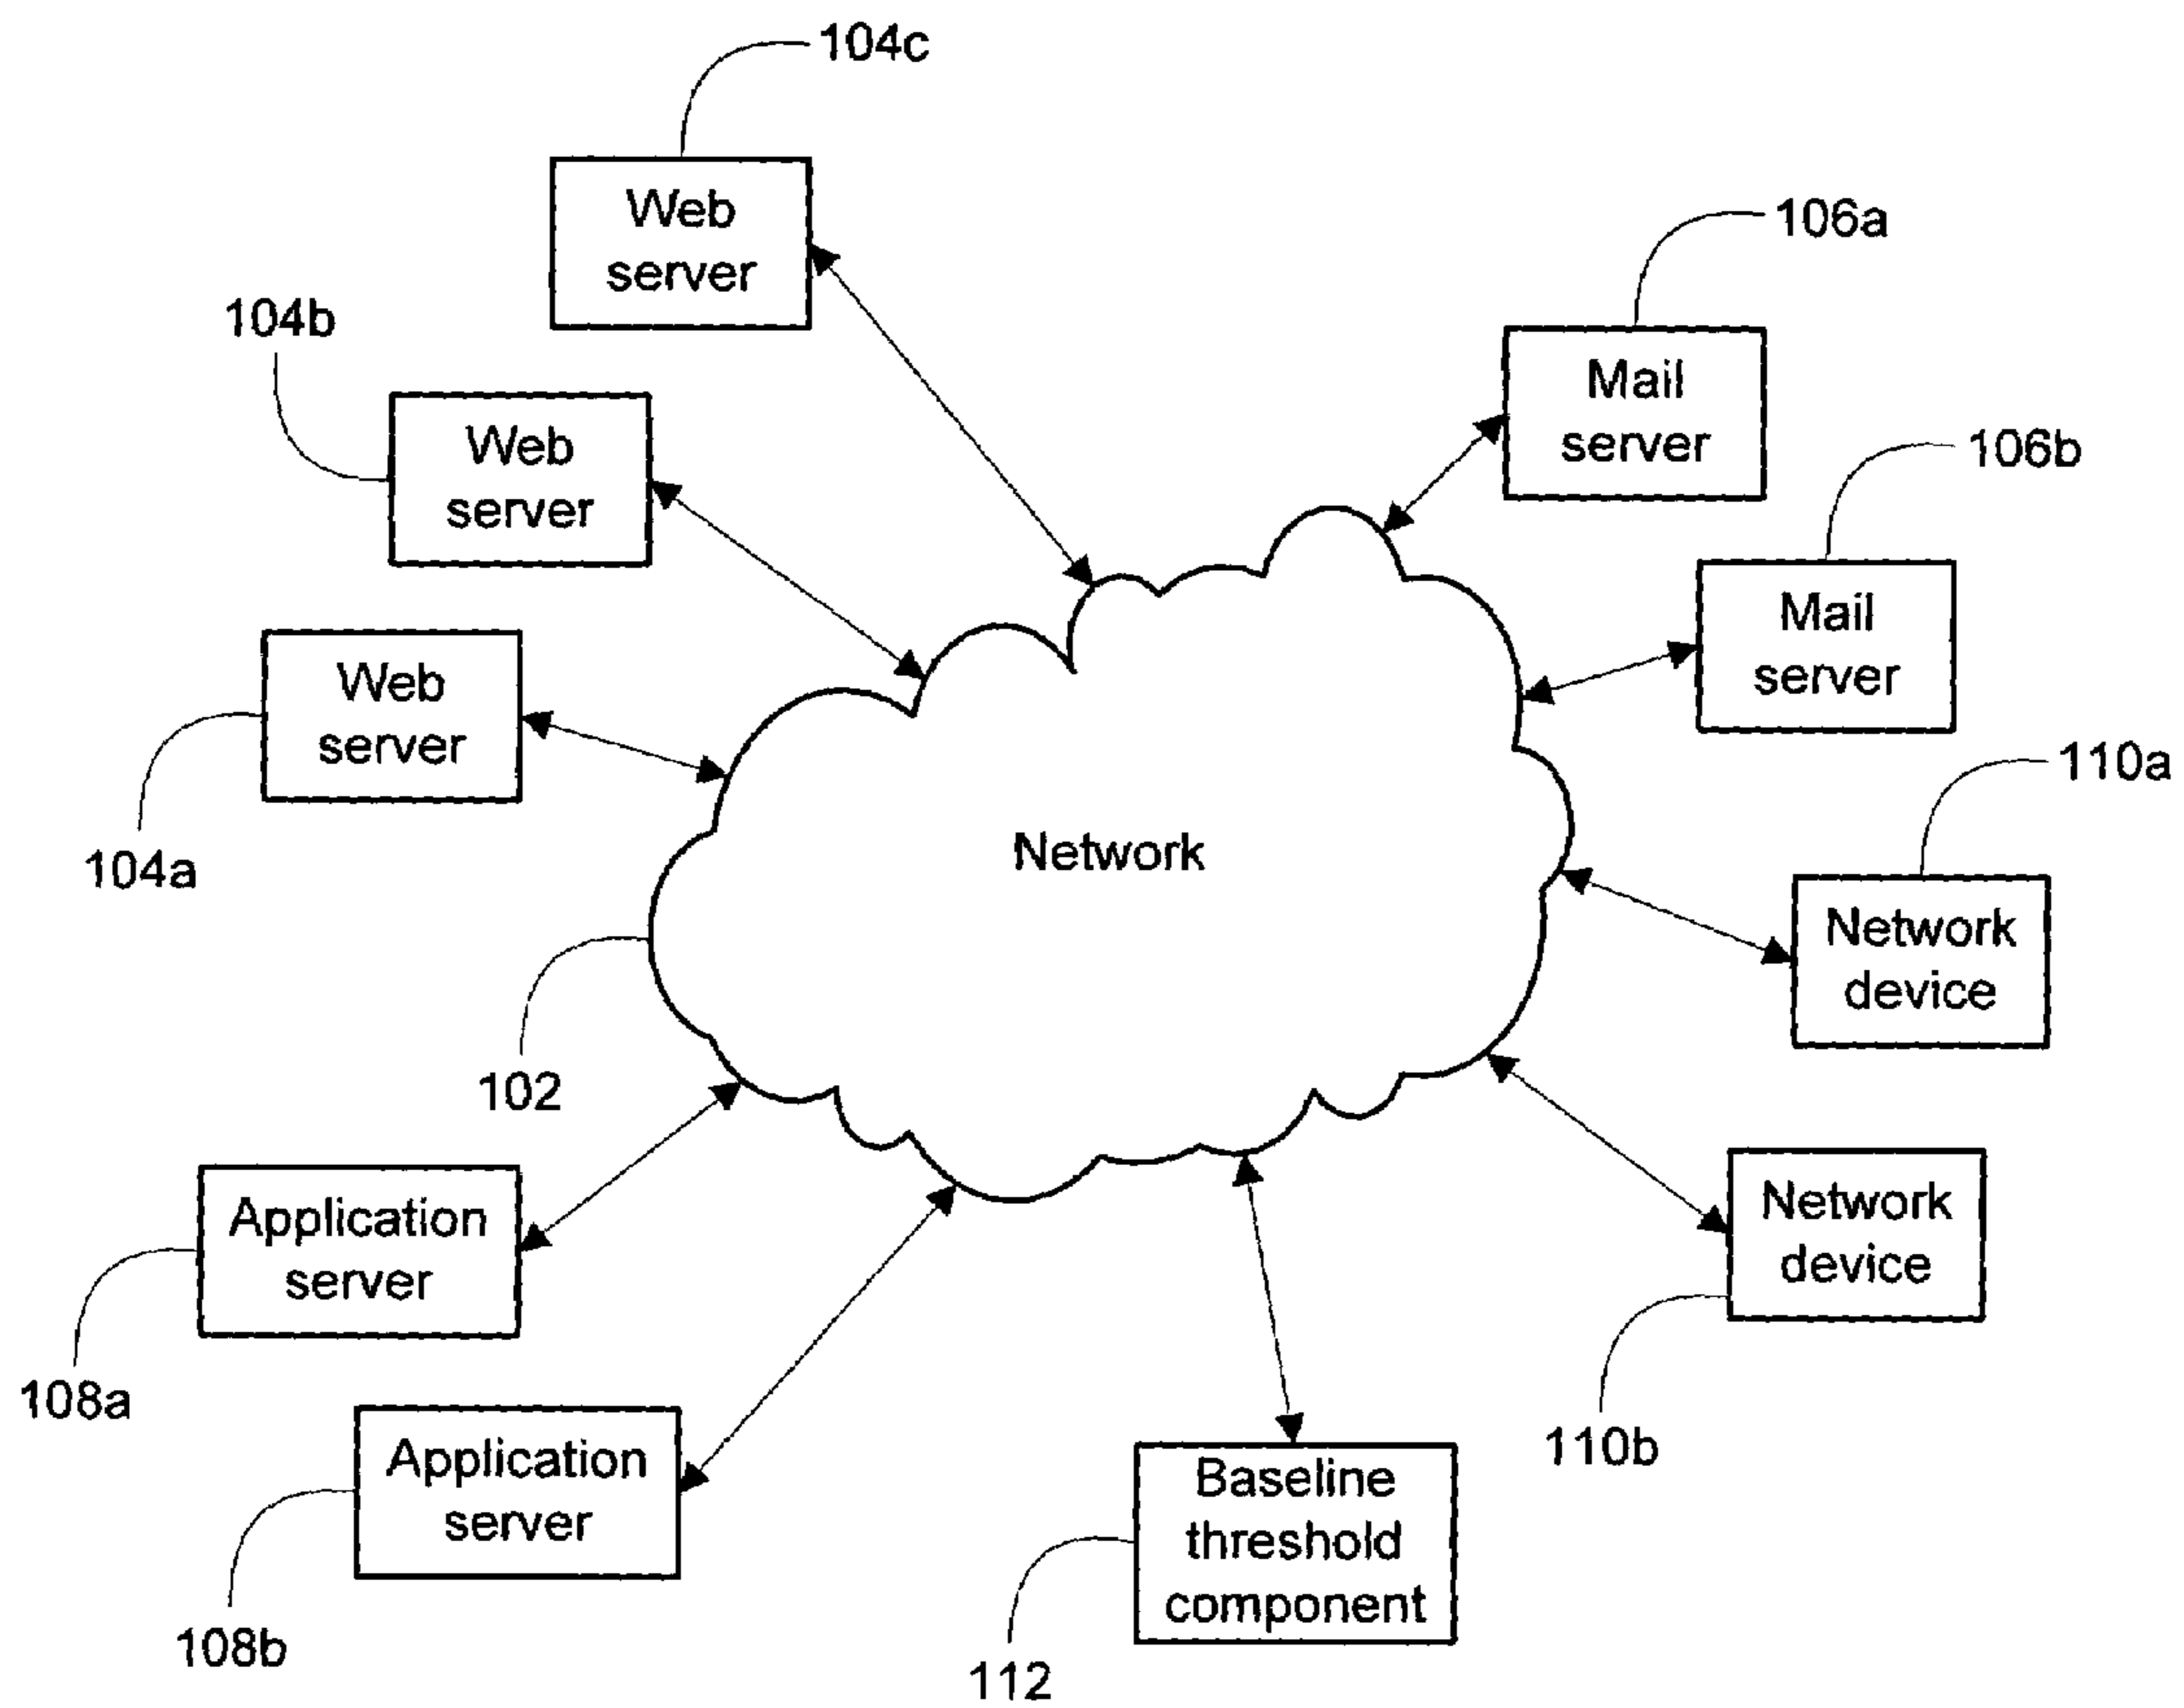 104c
Web
server
106a
104b
Mail
server
Web
server
106b
Mail
server
Web
server
110a
104a
Network
Network
device
102
Network
device
Application
server
108a
110b
Application
server
Baseline
threshold
component
108b
112